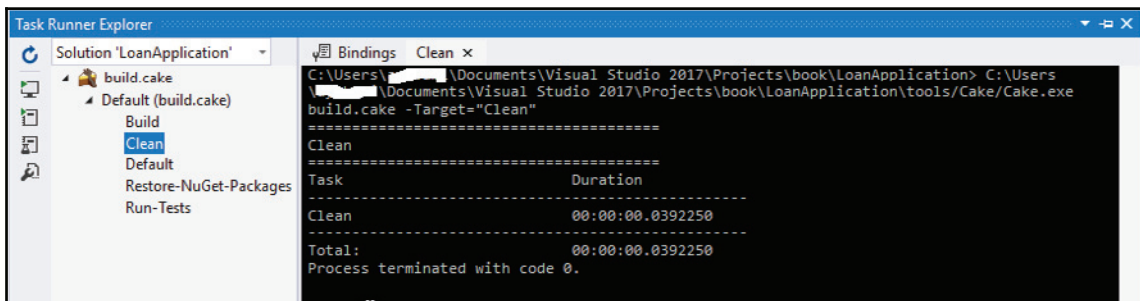 Task Runner Explorer
Solution 'LoanApplication'
build.cake
Default (build.cake)
Build
Clean
Default
Restore-NuGet-Packages
Run-Tests
Bindings Clean
C:\Users\ \Documents\Visual Studio 2017\Projects\book\LoanApplication> C:\Users
\ \Documents\Visual Studio 2017\Projects\book\LoanApplication\tools/Cake/Cake.exe
build.cake -Target="Clean"
========================================
Clean
========================================
Task Duration
--------------------------------------------------
Clean 00:00:00.0392250
--------------------------------------------------
Total: 00:00:00.0392250
Process terminated with code 0.